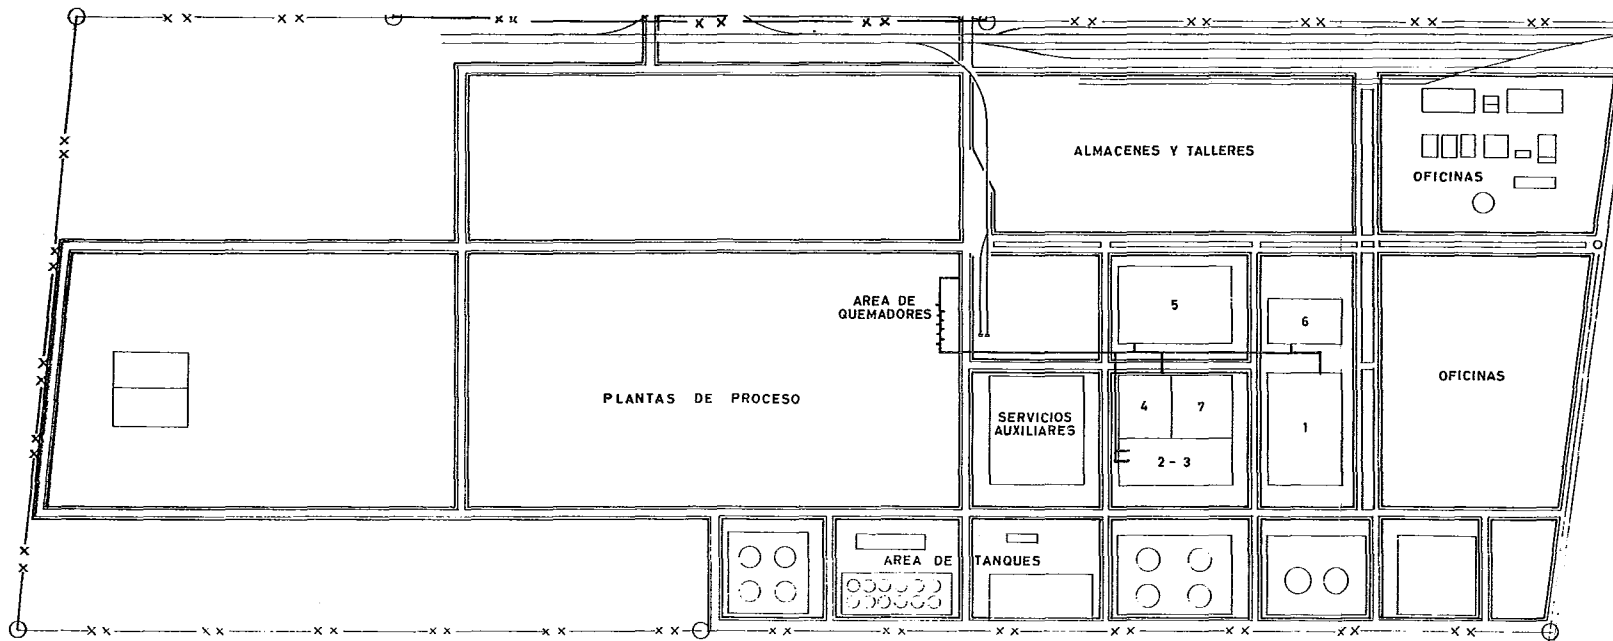 ALMACENES Y TALLERES
OFICINAS
AREA DE
QUEMADORES
5
6
PLANTAS DE PROCESO
OFICINAS
SERVICIOS
AUXILIARES
4
7
1
2 - 3
AREA DE TANQUES